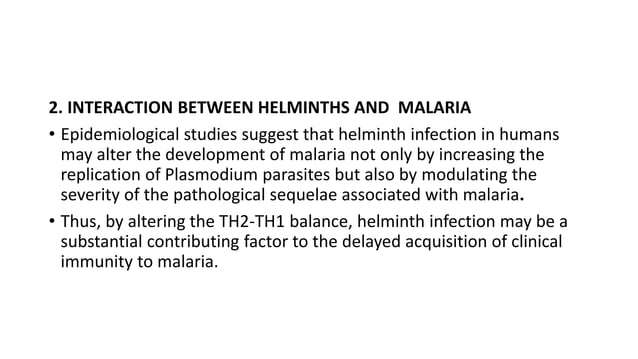 2. INTERACTION BETWEEN HELMINTHS AND  MALARIA
• Epidemiological studies suggest that helminth infection in humans
may alter the development of malaria not only by increasing the
replication of Plasmodium parasites but also by modulating the
severity of the pathological sequelae associated with malaria.
• Thus, by altering the TH2-TH1 balance, helminth infection may be a
substantial contributing factor to the delayed acquisition of clinical
immunity to malaria.